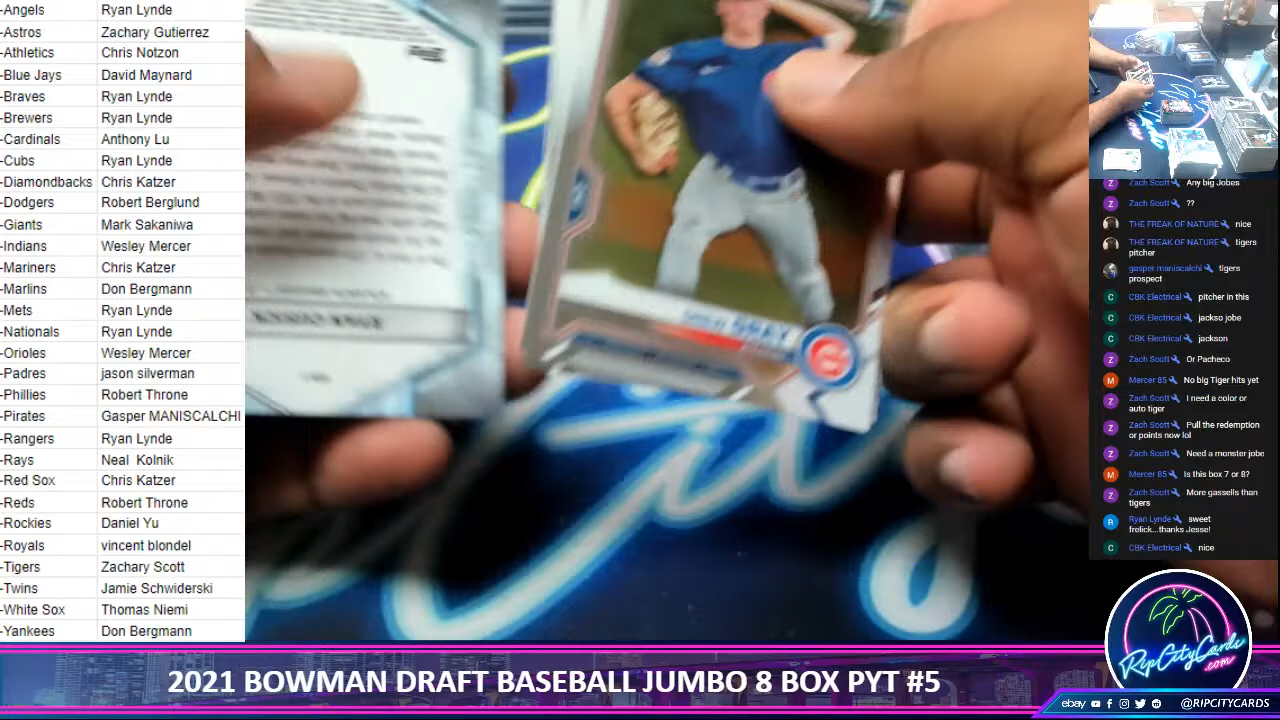 -Angels Ryan Lynde
-Astros Zachary Gutierrez
-Athletics Chris Notzon
-Blue Jays David Maynard
-Braves Ryan Lynde
-Brewers Ryan Lynde
-Cardinals Anthony Lu
-Cubs Ryan Lynde
-Diamondbacks Chris Katzer
-Dodgers Robert Berglund
-Giants Mark Sakaniwa
-Indians Wesley Mercer
-Mariners Chris Katzer
-Marlins Don Bergmann
-Mets Ryan Lynde
-Nationals Ryan Lynde
-Orioles Wesley Mercer
-Padres jason silverman
-Phillies Robert Throne
-Pirates Gasper MANISCALCHI
-Rangers Ryan Lynde
-Rays Neal Kolnik
-Red Sox Chris Katzer
-Reds Robert Throne
-Rockies Daniel Yu
-Royals vincent blondel
-Tigers Zachary Scott
-Twins Jamie Schwiderski
-White Sox Thomas Niemi
-Yankees Don Bergmann
GRAY
Z Zach Scott Any big Jobes
Z Zach Scott ??
THE FREAK OF NATURE nice
THE FREAK OF NATURE tigers
pitcher
gasper maniscalchi tigers
prospect
C CBK Electrical pitcher in this
C CBK Electrical jackso jobe
C CBK Electrical jackson
Z Zach Scott Or Pacheco
M Mercer 85 No big Tiger hits yet
Z Zach Scott I need a color or
auto tiger
Z Zach Scott Pull the redemption
or points now lol
Z Zach Scott Need a monster jobe
M Mercer 85 Is this box 7 or 8?
Z Zach Scott More gassells than
tigers
R Ryan Lynde sweet
frelick...thanks Jesse!
C CBK Electrical nice
RipCityCards
.com
2021 BOWMAN DRAFT BASEBALL JUMBO 8 BOX PYT #5
ebay @RIPCITYCARDS